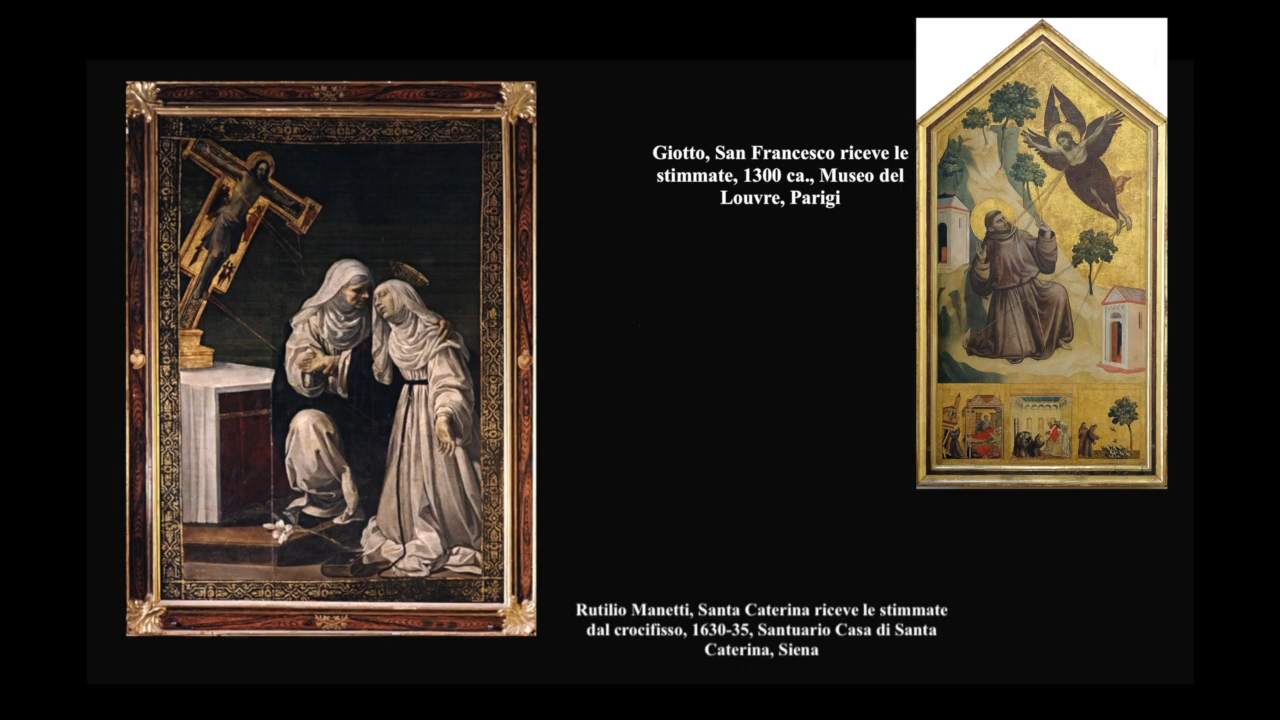 Giotto, San Francesco riceve le
stimmate, 1300 ca., Museo del
Louvre, Parigi
Rutilio Manetti, Santa Caterina riceve le stimmate
dal crocifisso, 1630-35, Santuario Casa di Santa
Caterina, Siena